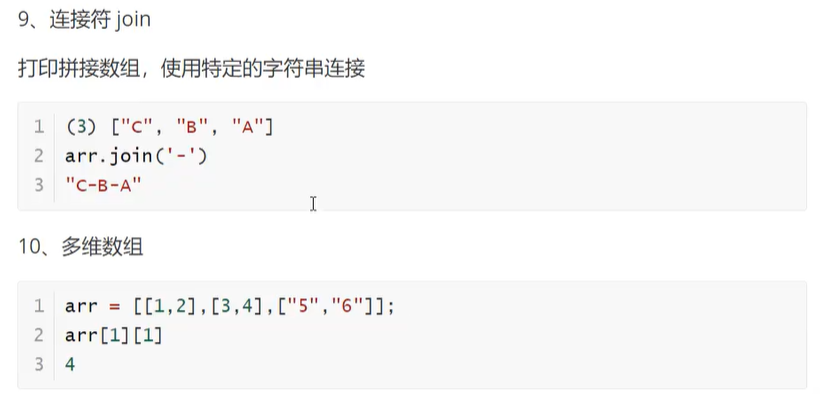 9、连接符 join
打印拼接数组，使用特定的字符串连接
1 (3) ["C", "B", "A"]
2 arr.join('-')
3 "C-B-A"
10、多维数组
1 arr = [[1,2],[3,4],["5","6"]];
2 arr[1][1]
3 4